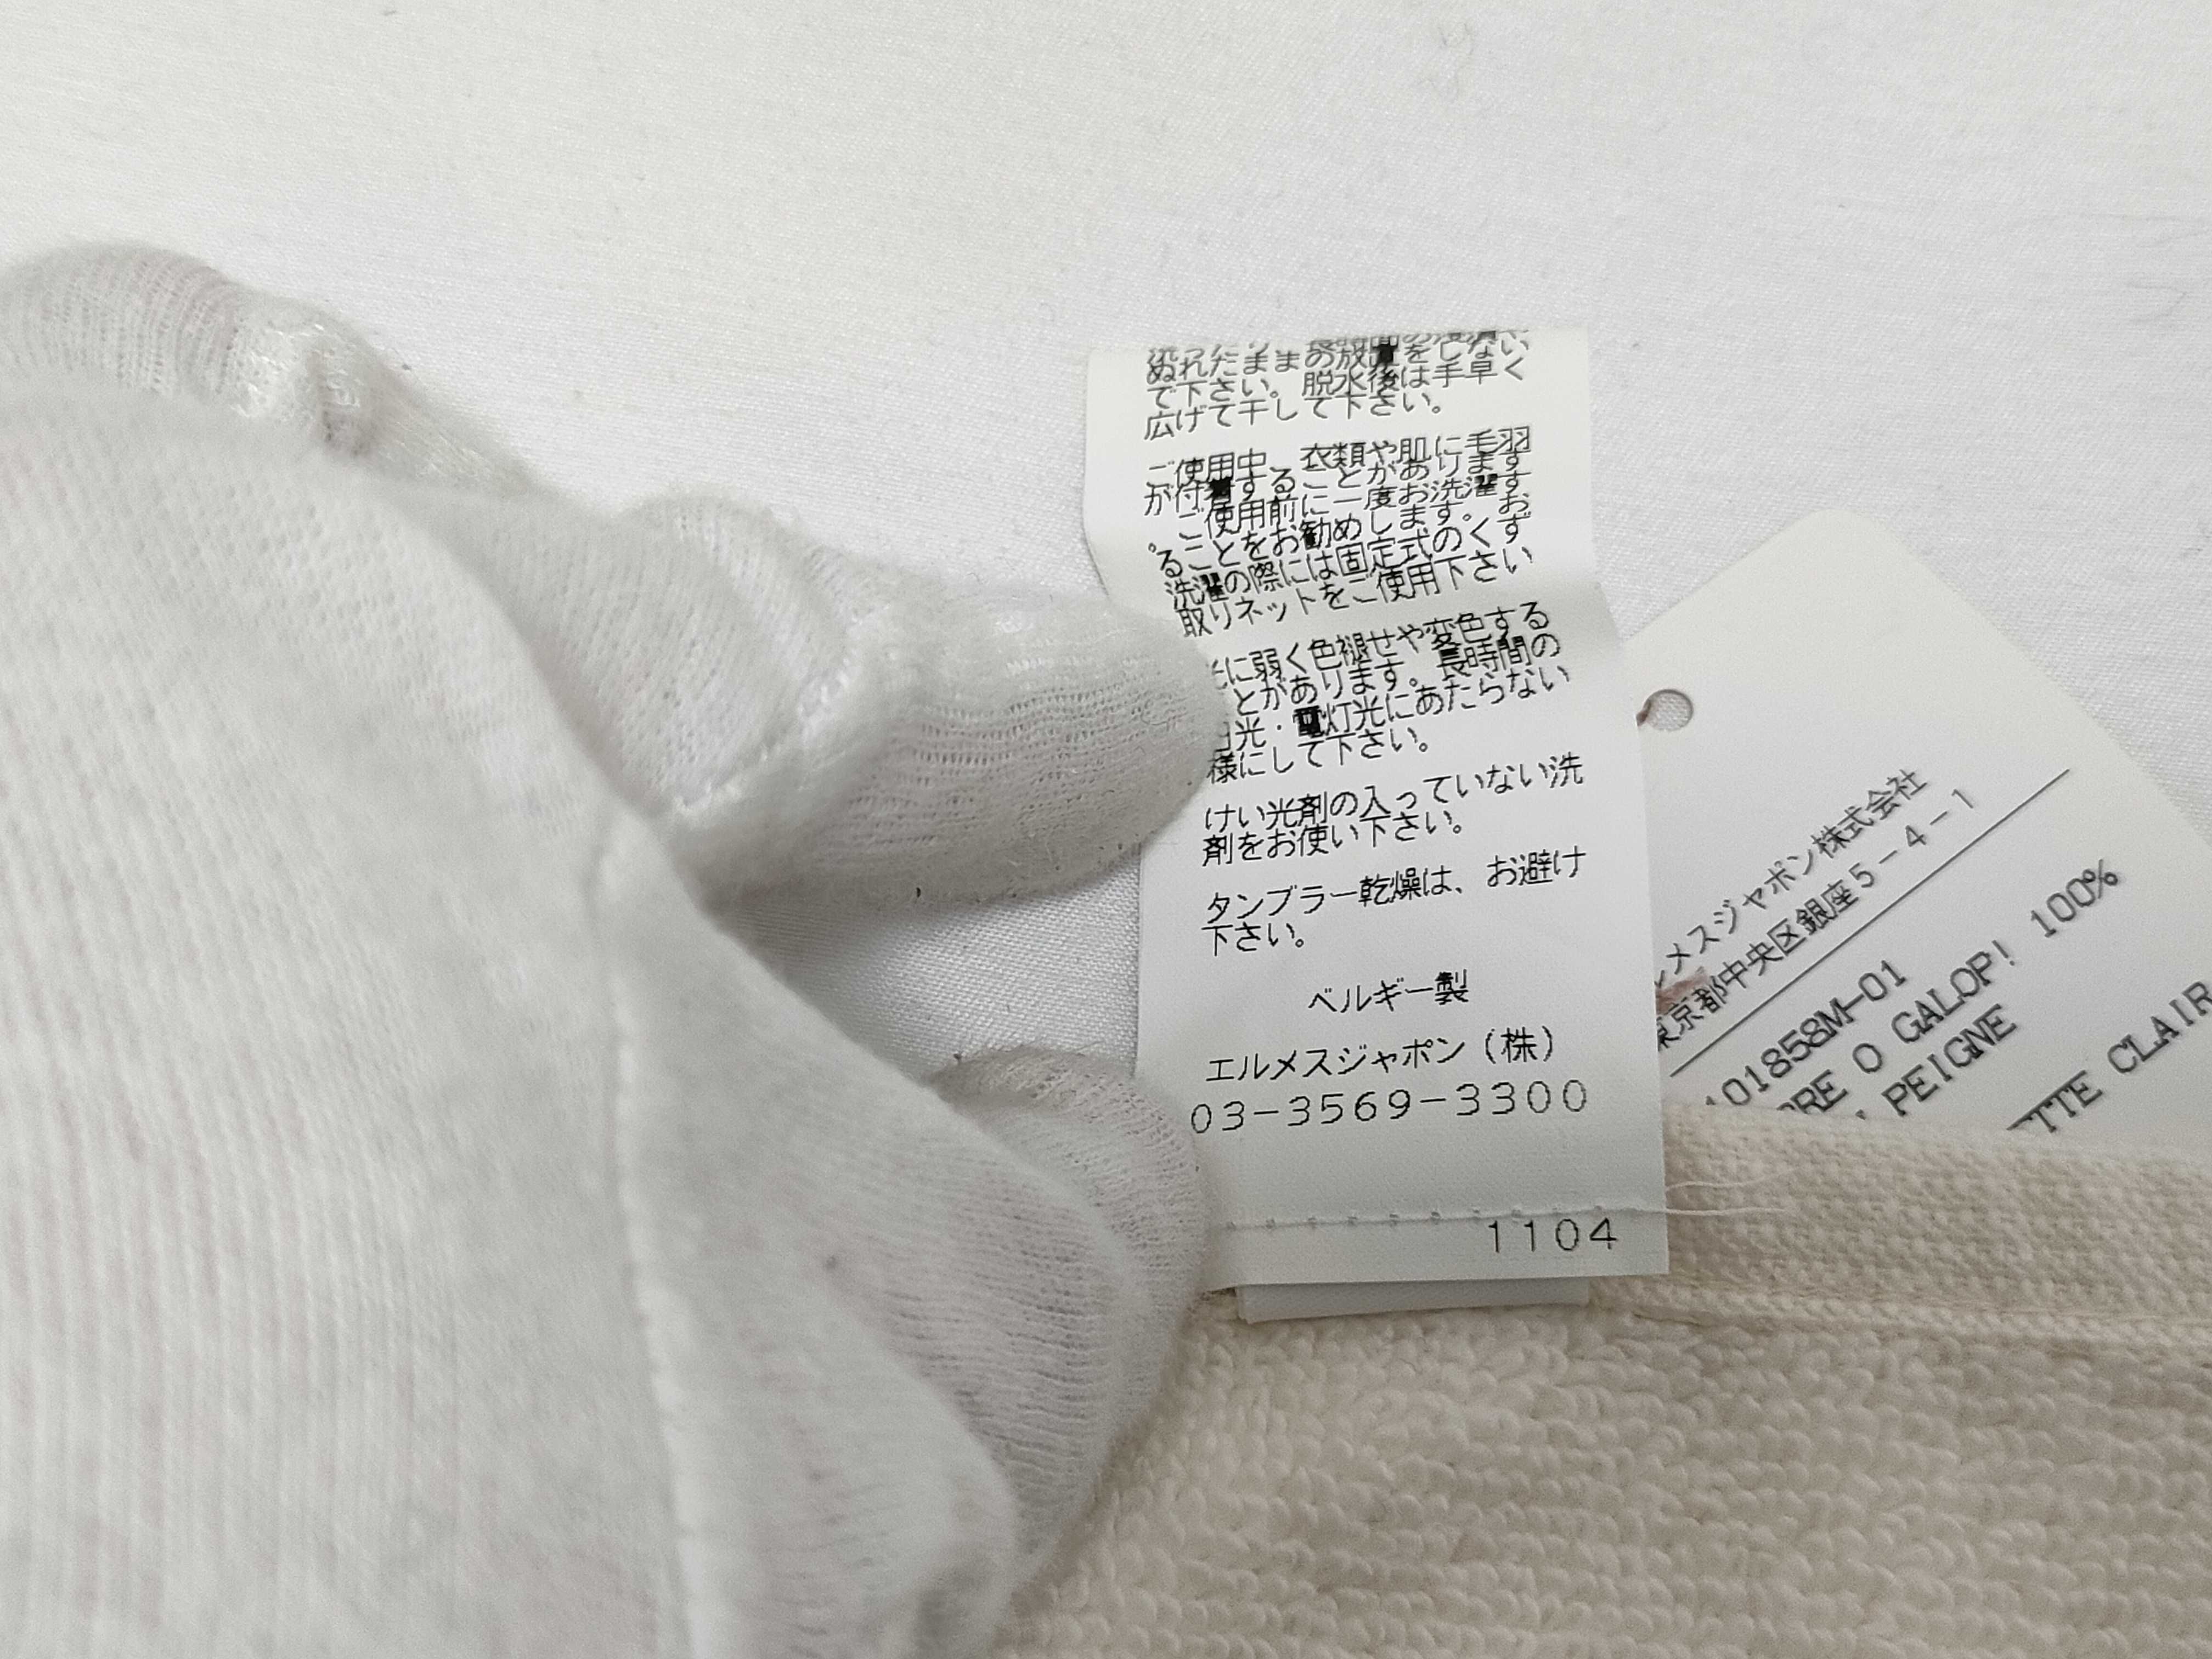 ぬれたままの放置をしない
で下さい。脱水後は手早く
広げて干して下さい。
ご使用中、衣類や肌に毛羽
が付着することがあります
。ご使用前に一度お洗濯す
ることをお勧めします。お
洗濯の際には固定式のくず
取りネットをご使用下さい
光に弱く色褪せや変色する
ことがあります。長時間の
日光・電灯光にあたらない
様にして下さい。
けい光剤の入っていない洗
剤をお使い下さい。
タンブラー乾燥は、お避け
下さい。
ベルギー製
エルメスジャポン(株)
03-3569-3300
1104
ルメスジャポン株式会社
東京都中央区銀座5-4-1
101858M-01
O GALOP! 100%
PEIGNE
CLAIR